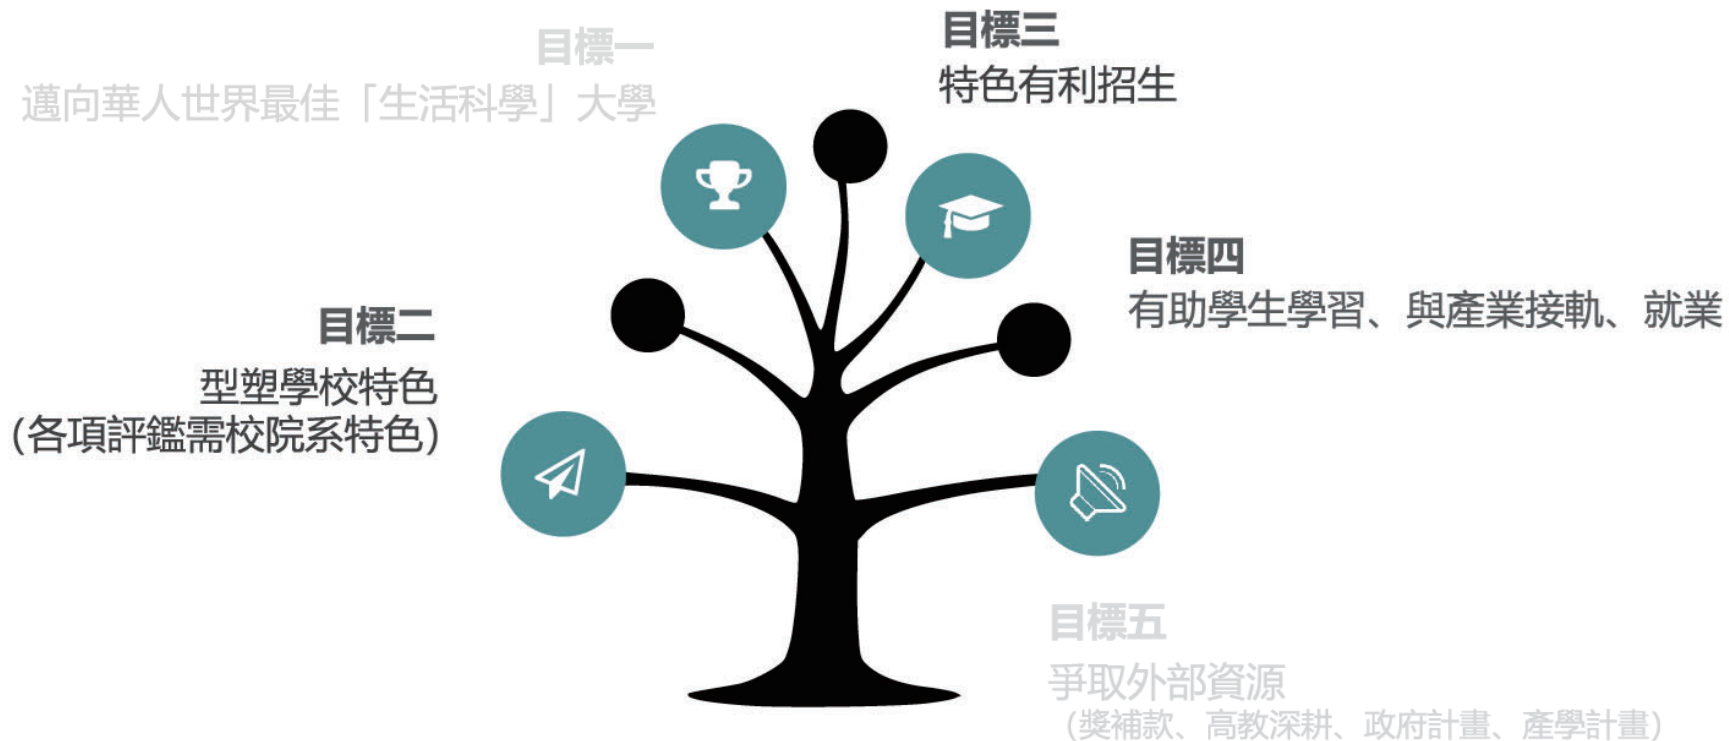 目標一
邁向華人世界最佳「生活科學」大學
目標二
型塑學校特色
(各項評鑑需校院系特色)
目標三
特色有利招生
目標四
有助學生學習、與產業接軌、就業
目標五
爭取外部資源
(獎補款、高教深耕、政府計畫、產學計畫)